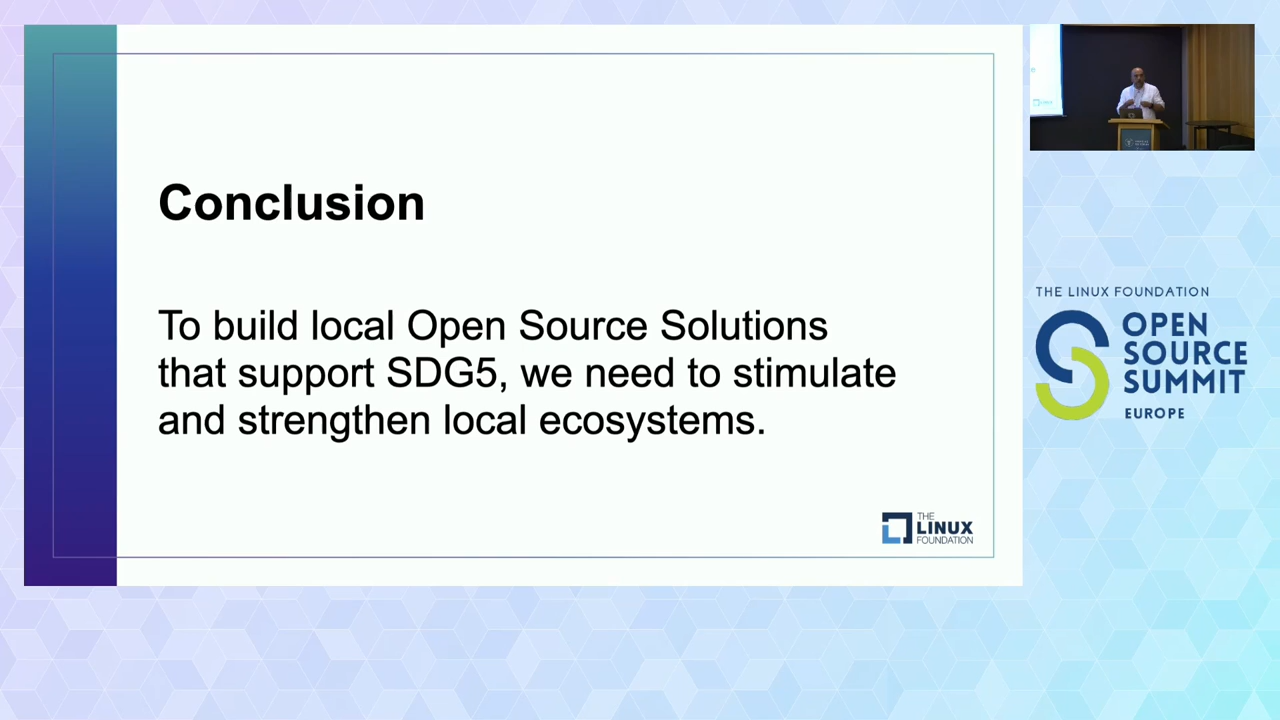 Conclusion
To build local Open Source Solutions
that support SDG5, we need to stimulate
and strengthen local ecosystems.
THE
LINUX
FOUNDATION
THE LINUX FOUNDATION
OPEN
SOURCE
SUMMIT
EUROPE